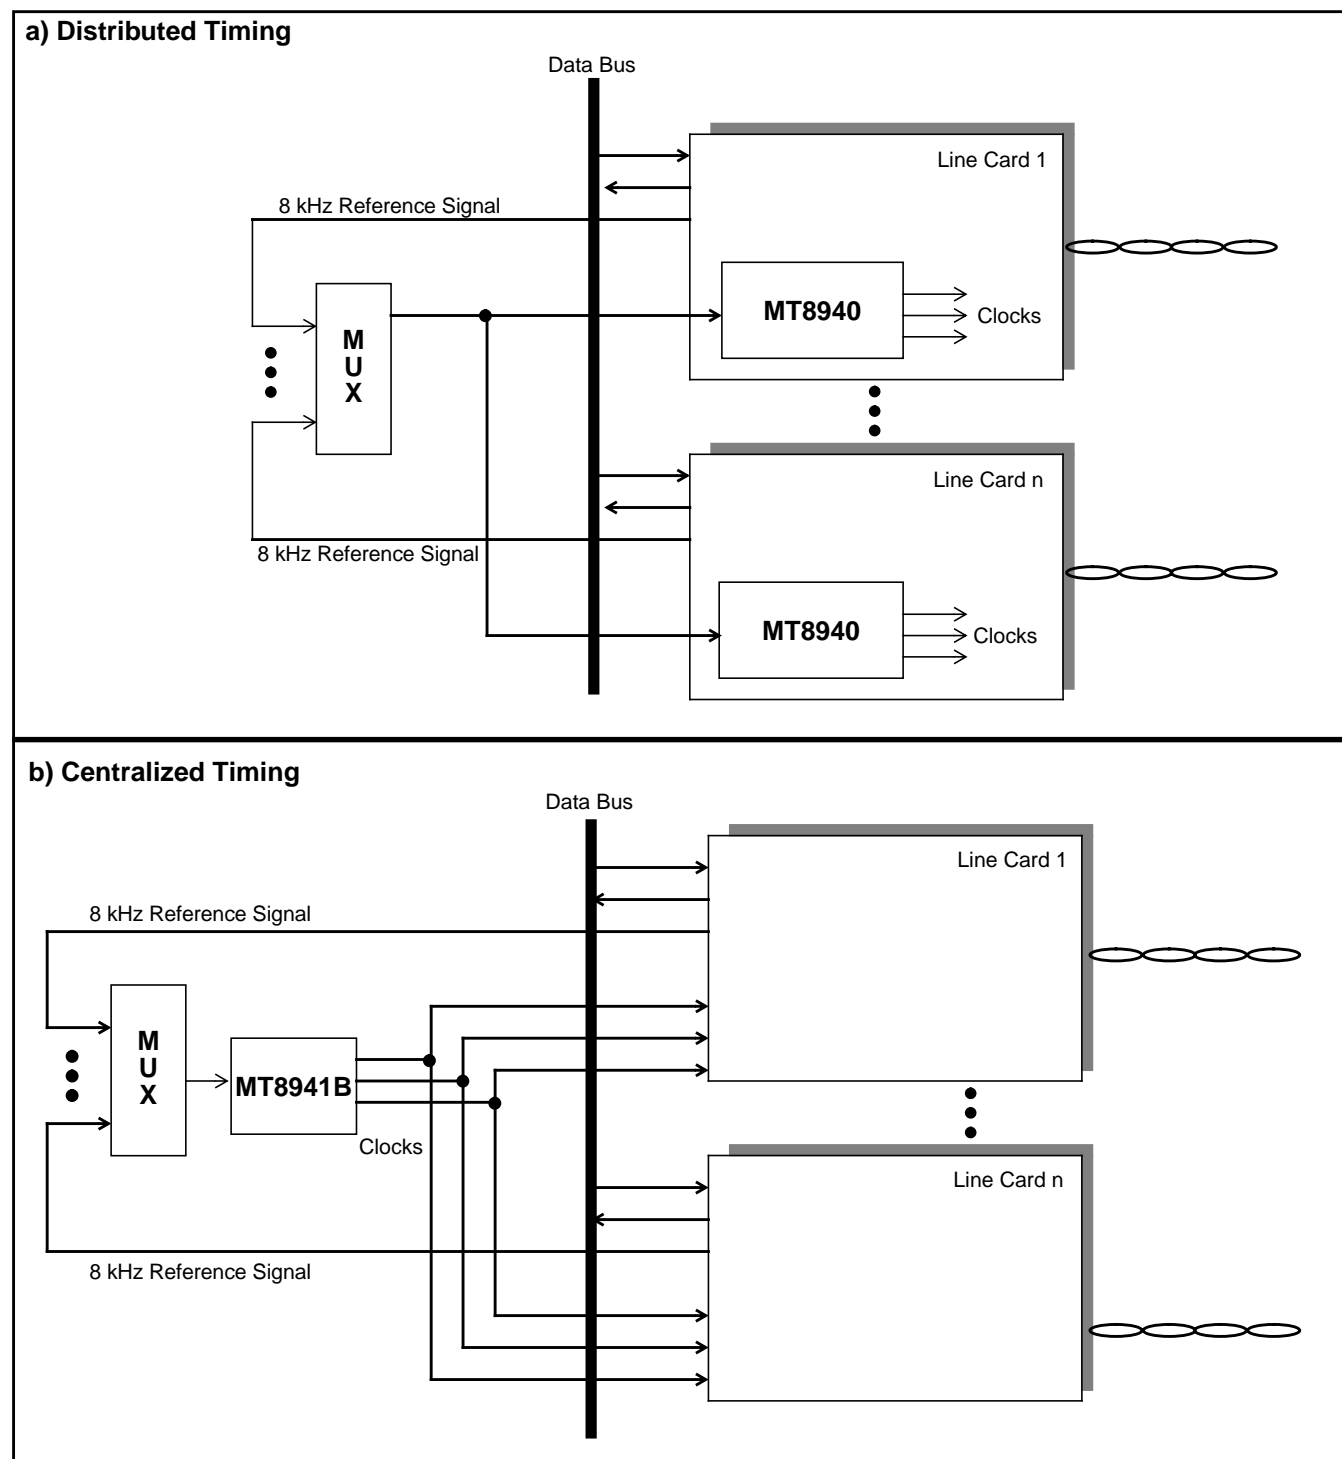 a) Distributed Timing
Data Bus
Line Card 1
8 kHz Reference Signal
MUX
MT8940
Clocks
Line Card n
8 kHz Reference Signal
MT8940
Clocks
b) Centralized Timing
Data Bus
Line Card 1
8 kHz Reference Signal
MUX
MT8941B
Clocks
Line Card n
8 kHz Reference Signal